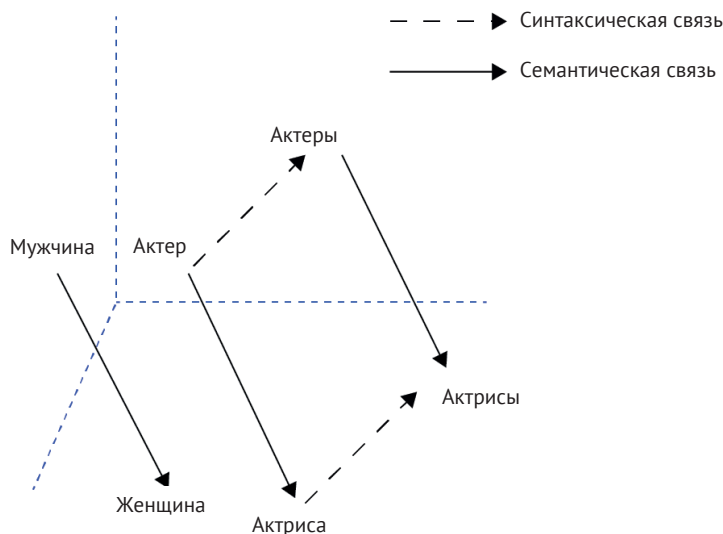 Синтаксическая связь
Семантическая связь
Актеры
Мужчина
Актер
Актрисы
Женщина
Актриса